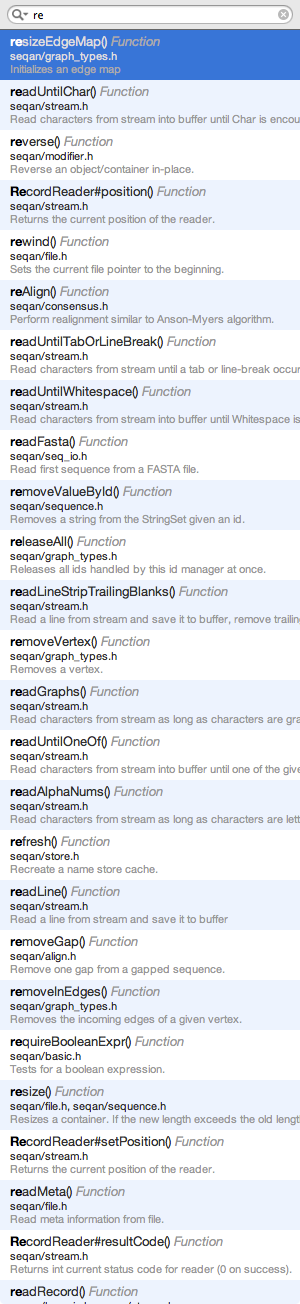 re
resizeEdgeMap() Function
seqan/graph_types.h
Initializes an edge map
readUntilChar() Function
seqan/stream.h
Read characters from stream into buffer until Char is encou
reverse() Function
seqan/modifier.h
Reverse an object/container in-place.
RecordReader#position() Function
seqan/stream.h
Returns the current position of the reader.
rewind() Function
seqan/file.h
Sets the current file pointer to the beginning.
reAlign() Function
seqan/consensus.h
Perform realignment similar to Anson-Myers algorithm.
readUntilTabOrLineBreak() Function
seqan/stream.h
Read characters from stream until a tab or line-break occur
readUntilWhitespace() Function
seqan/stream.h
Read characters from stream into buffer until Whitespace is
readFasta() Function
seqan/seq_io.h
Read first sequence from a FASTA file.
removeValueById() Function
seqan/sequence.h
Removes a string from the StringSet given an id.
releaseAll() Function
seqan/graph_types.h
Releases all ids handled by this id manager at once.
readLineStripTrailingBlanks() Function
seqan/stream.h
Read a line from stream and save it to buffer, remove trailin
removeVertex() Function
seqan/graph_types.h
Removes a vertex.
readGraphs() Function
seqan/stream.h
Read characters from stream as long as characters are gra
readUntilOneOf() Function
seqan/stream.h
Read characters from stream into buffer until one of the give
readAlphaNums() Function
seqan/stream.h
Read characters from stream as long as characters are lett
refresh() Function
seqan/store.h
Recreate a name store cache.
readLine() Function
seqan/stream.h
Read a line from stream and save it to buffer
removeGap() Function
seqan/align.h
Remove one gap from a gapped sequence.
removeInEdges() Function
seqan/graph_types.h
Removes the incoming edges of a given vertex.
requireBooleanExpr() Function
seqan/basic.h
Tests for a boolean expression.
resize() Function
seqan/file.h, seqan/sequence.h
Resizes a container. If the new length exceeds the old lengt
RecordReader#setPosition() Function
seqan/stream.h
Returns the current position of the reader.
readMeta() Function
seqan/file.h
Read meta information from file.
RecordReader#resultCode() Function
seqan/stream.h
Returns int current status code for reader (0 on success).
readRecord() Function